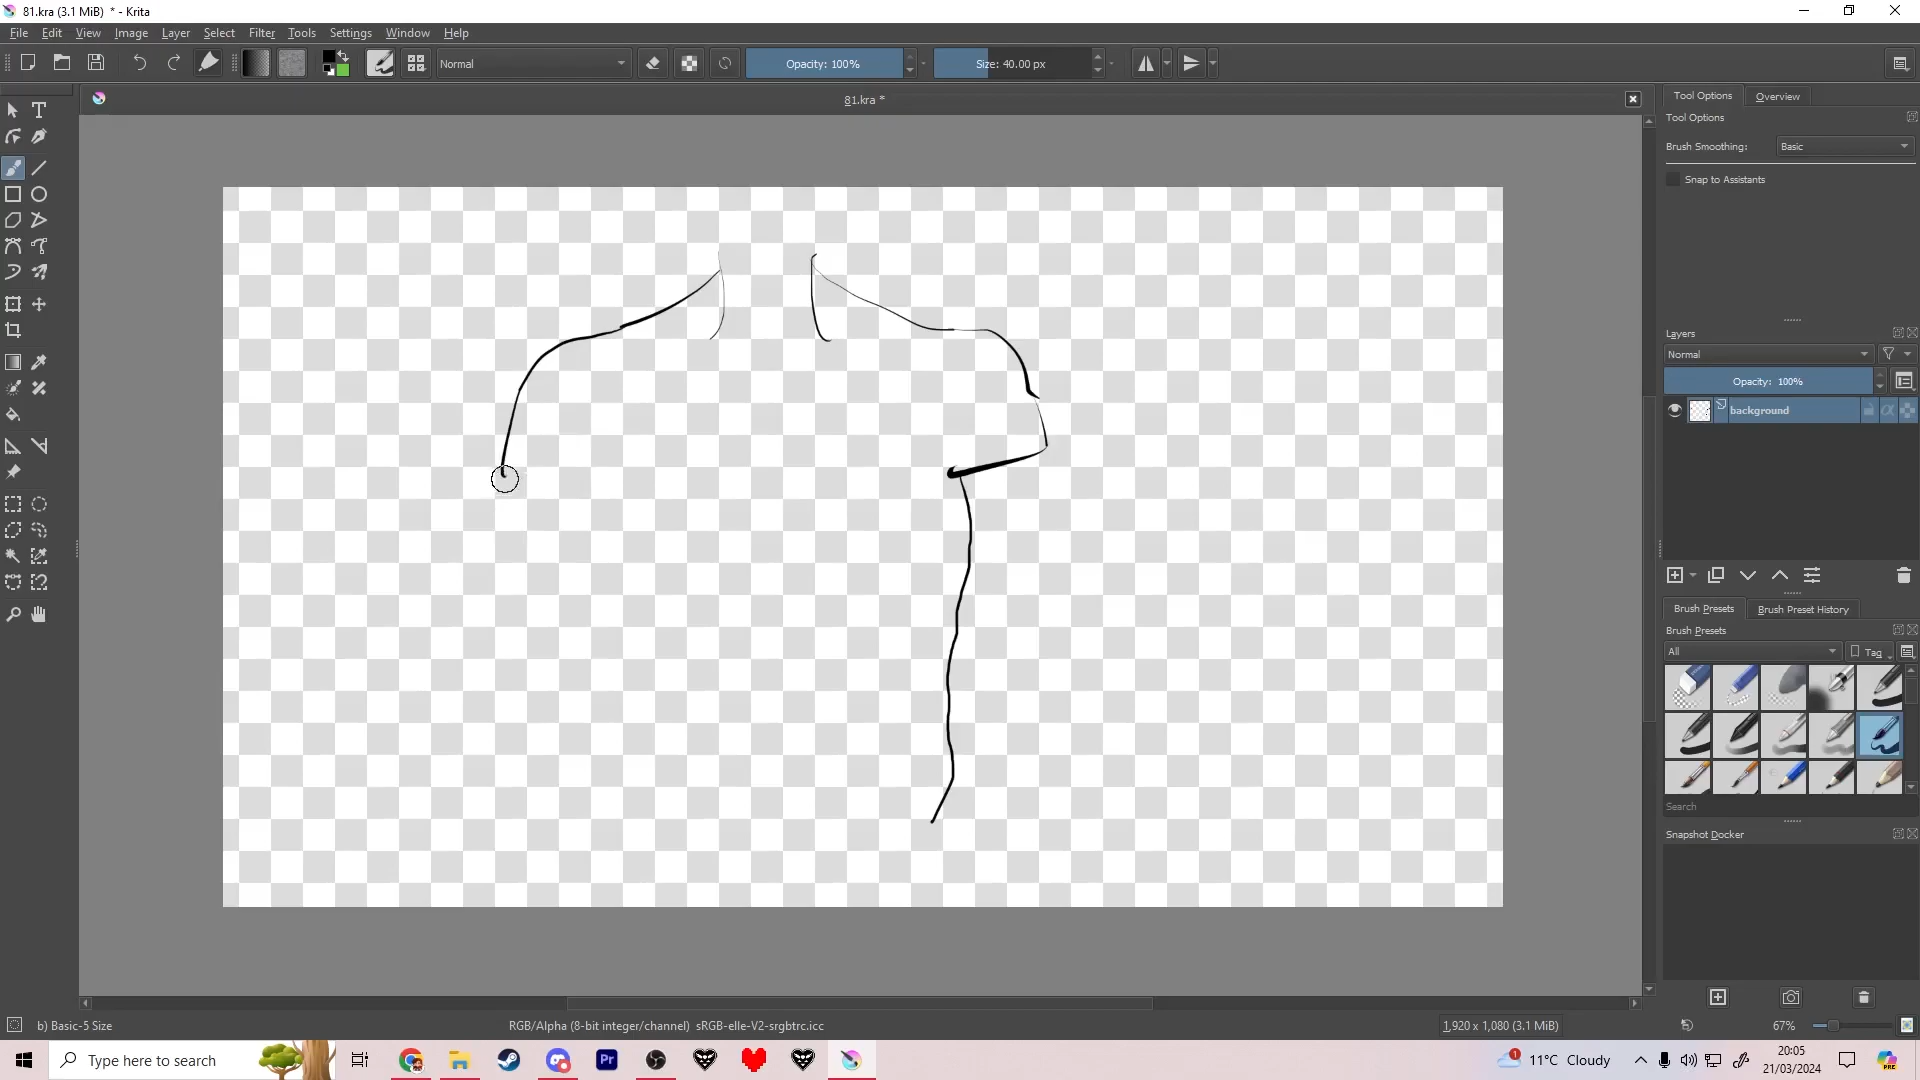 81.kra (3.1 MiB) * - Krita
File Edit View Image Layer Select Filter Tools Settings Window Help
Normal Opacity: 100% Size: 40.00 px
81.kra *
Tool Options Overview
Tool Options
Brush Smoothing: Basic
Snap to Assistants
Layers
Normal
Opacity: 100%
background
Brush Presets Brush Preset History
Brush Presets
All Tag
Search
Snapshot Docker
b) Basic-5 Size RGB/Alpha (8-bit integer/channel) sRGB-elle-V2-srgbtrc.icc 1,920 x 1,080 (3.1 MiB) 67%
Type here to search Pr 1 11°C Cloudy 20:05
21/03/2024
PRE